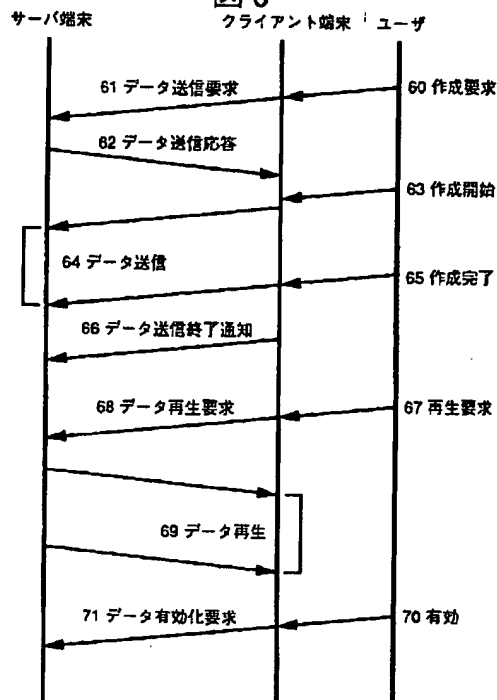 サーバ端末
クライアント端末
ユーザ
61 データ送信要求
60 作成要求
62 データ送信応答
63 作成開始
64 データ送信
65 作成完了
66 データ送信終了通知
68 データ再生要求
67 再生要求
69 データ再生
71 データ有効化要求
70 有効